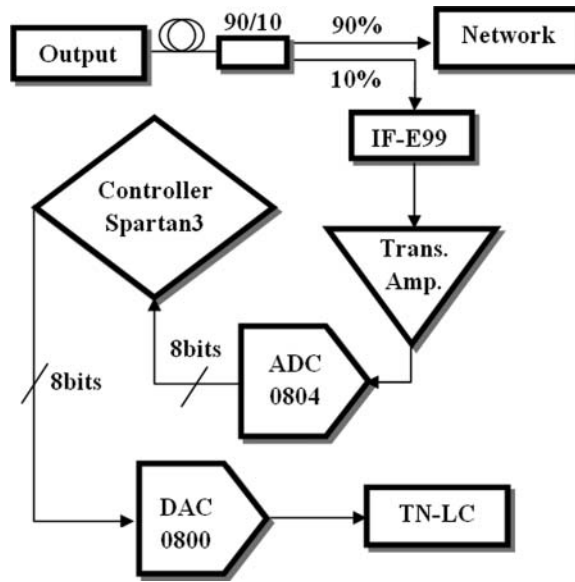 90/10
90%
Network
Output
10%
IF-E99
Controller
Spartan3
Trans.
Amp.
8bits
ADC
0804
8bits
DAC
0800
TN-LC